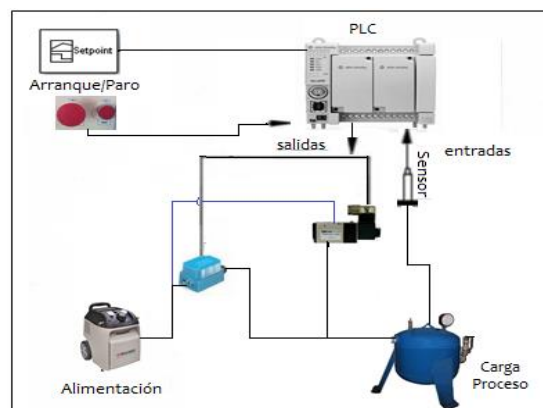 PLC
Setpoint
Arranque/Paro
salidas
entradas
Sensor
Alimentación
Carga
Proceso